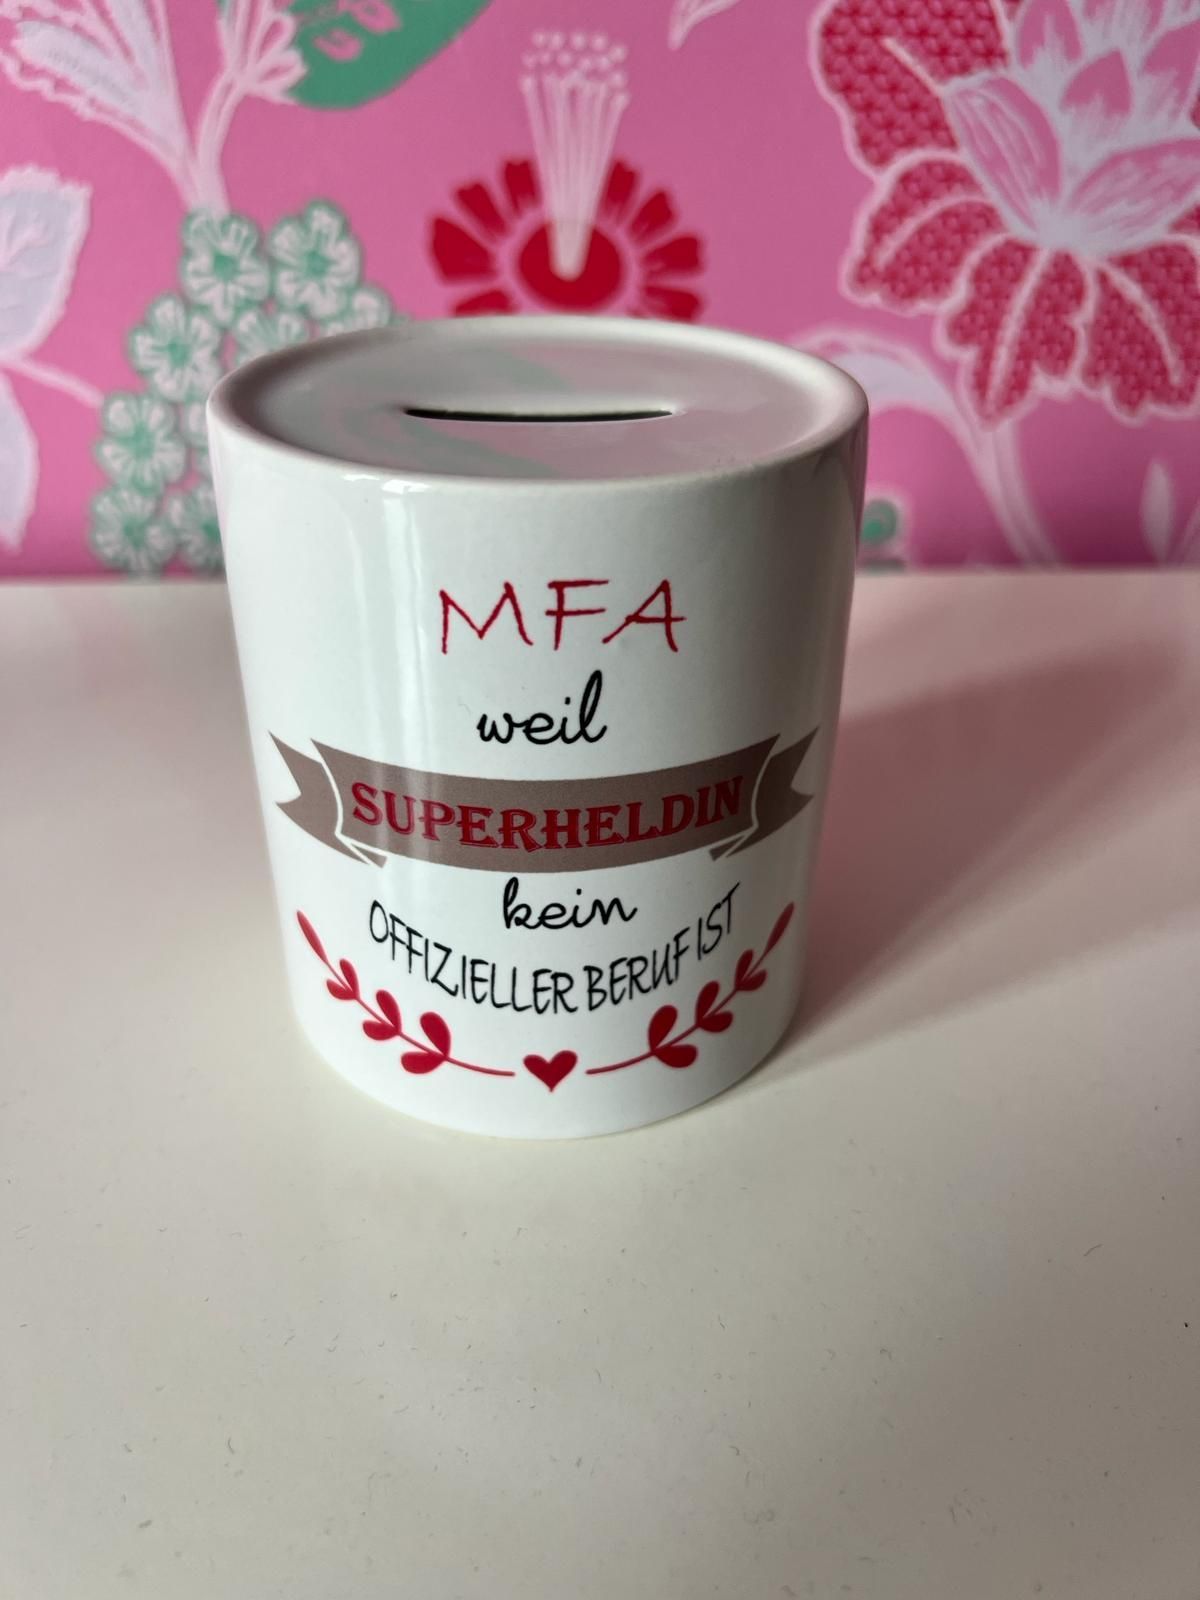 MFA
weil
SUPERHELDIN
kein
OFFIZIELLER BERUF IST